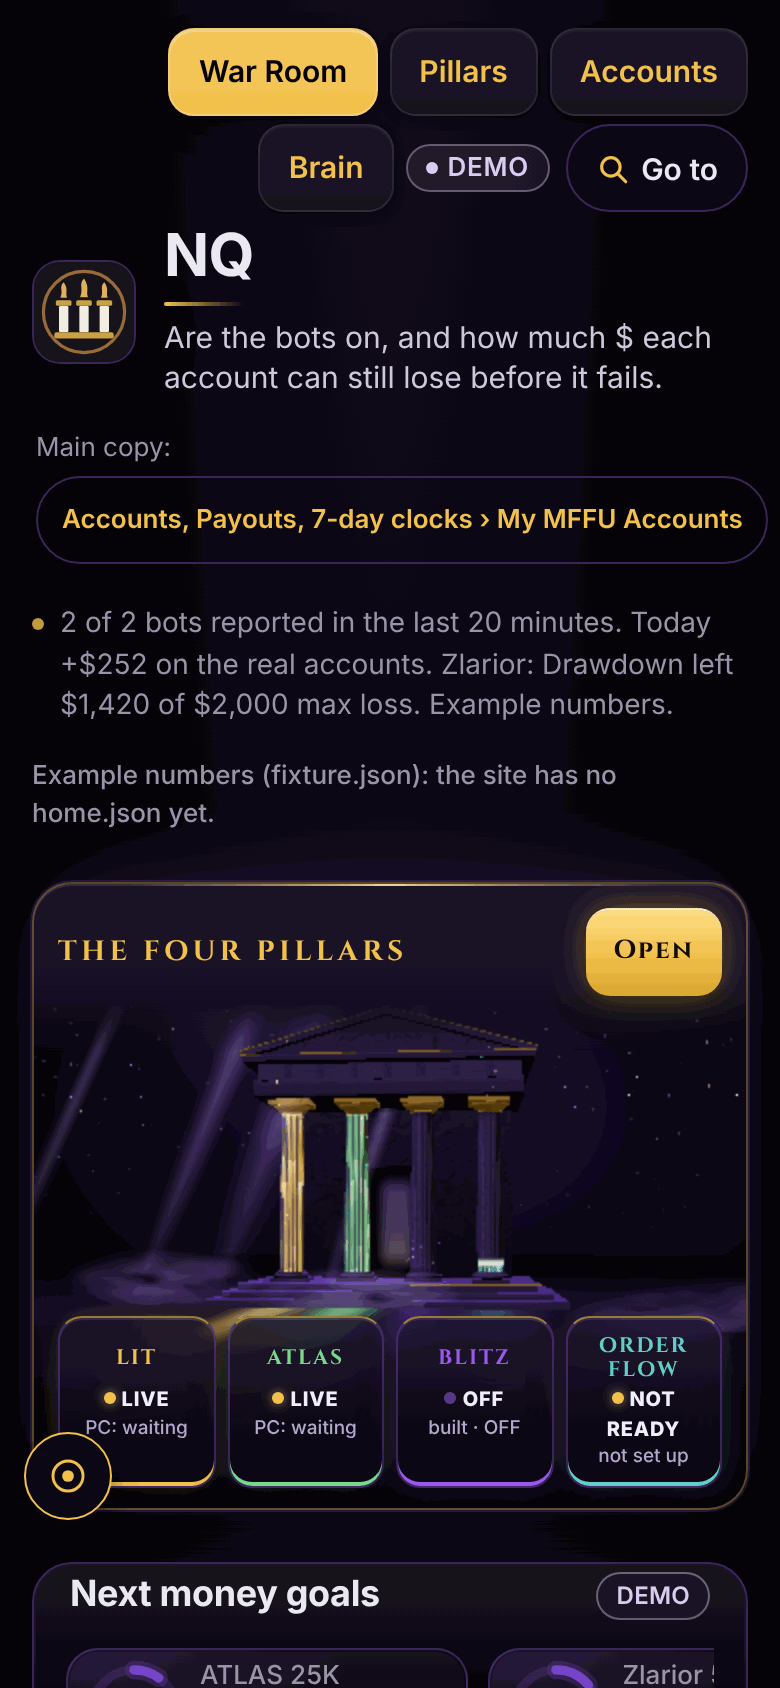 War Room
Pillars
Accounts
Brain
DEMO
Go to
NQ
Are the bots on, and how much $ each
account can still lose before it fails.
Main copy:
Accounts, Payouts, 7-day clocks › My MFFU Accounts
2 of 2 bots reported in the last 20 minutes. Today
+$252 on the real accounts. Zlarior: Drawdown left
$1,420 of $2,000 max loss. Example numbers.
Example numbers (fixture.json): the site has no
home.json yet.
THE FOUR PILLARS
OPEN
LIT
LIVE
PC: waiting
ATLAS
LIVE
PC: waiting
BLITZ
OFF
built · OFF
ORDER
FLOW
NOT
READY
not set up
Next money goals
DEMO
ATLAS 25K
Zlarior